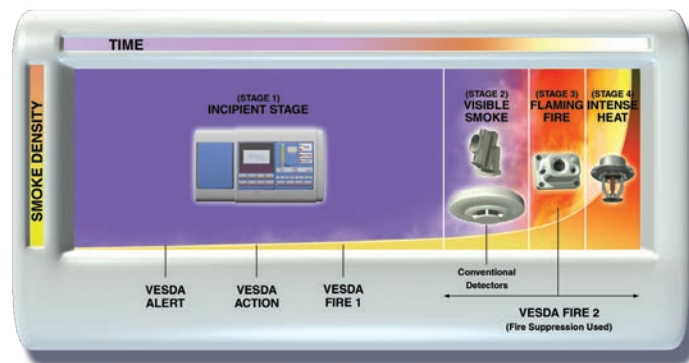 TIME
SMOKE DENSITY
(STAGE 1)
INCIPIENT STAGE
(STAGE 2)
VISIBLE
SMOKE
(STAGE 3)
FLAMING
FIRE
(STAGE 4)
INTENSE
HEAT
VESDA
ALERT
VESDA
ACTION
VESDA
FIRE 1
Conventional
Detectors
VESDA FIRE 2
(Fire Suppression Used)